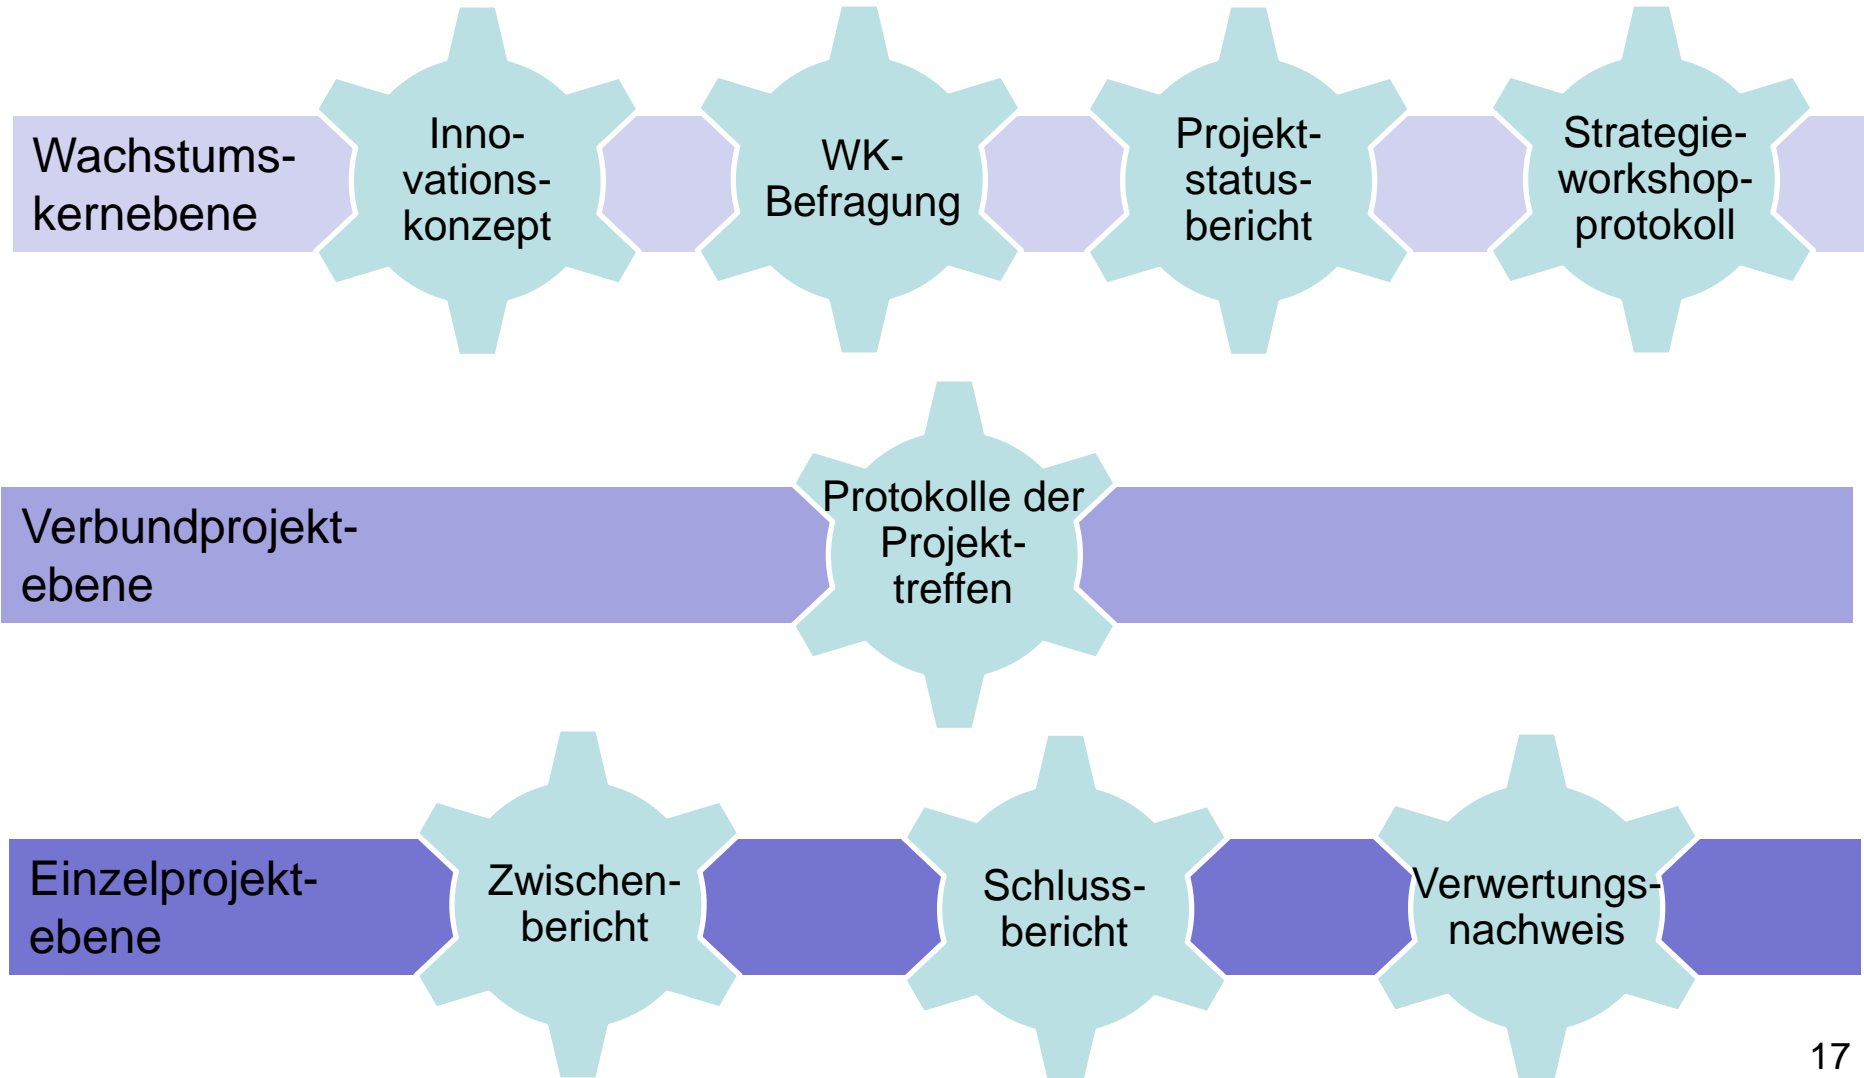 Wachstums-
kernebene
Inno-
vations-
konzept
WK-
Befragung
Projekt-
status-
bericht
Strategie-
workshop-
protokoll
Verbundprojekt-
ebene
Protokolle der
Projekt-
treffen
Einzelprojekt-
ebene
Zwischen-
bericht
Schluss-
bericht
Verwertungs-
nachweis
17